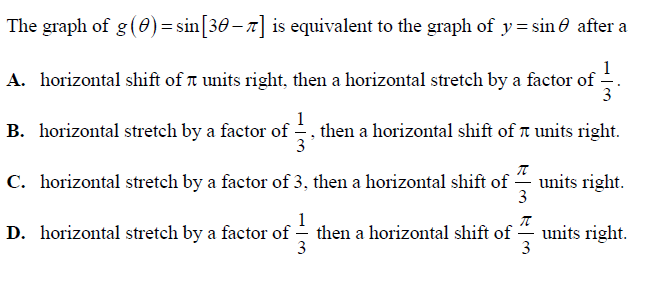 The graph of g(θ) = sin[3θ − π] is equivalent to the graph of y = sin θ after a
A. horizontal shift of π units right, then a horizontal stretch by a factor of 1/3.
B. horizontal stretch by a factor of 1/3, then a horizontal shift of π units right.
C. horizontal stretch by a factor of 3, then a horizontal shift of π/3 units right.
D. horizontal stretch by a factor of 1/3 then a horizontal shift of π/3 units right.